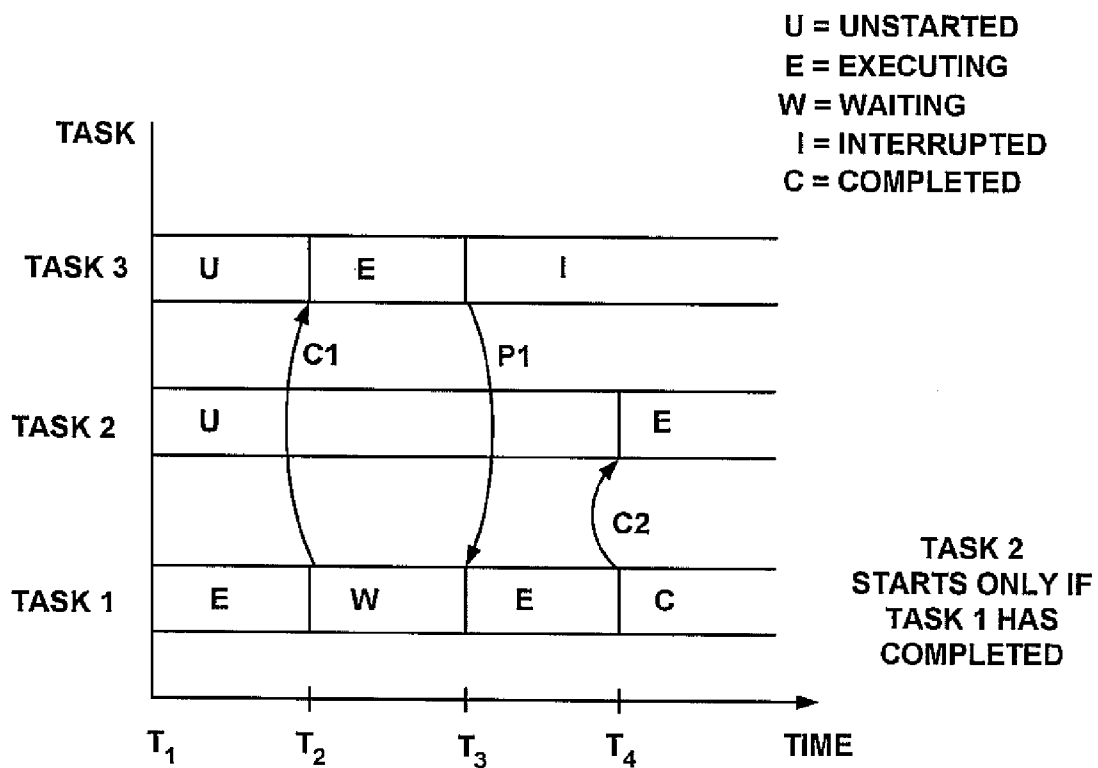 U = UNSTARTED
E = EXECUTING
W = WAITING
I = INTERRUPTED
C = COMPLETED
TASK
TASK 3
U
E
I
C1
P1
TASK 2
U
E
C2
TASK 1
E
W
E
C
TASK 2
STARTS ONLY IF
TASK 1 HAS
COMPLETED
T1
T2
T3
T4
TIME